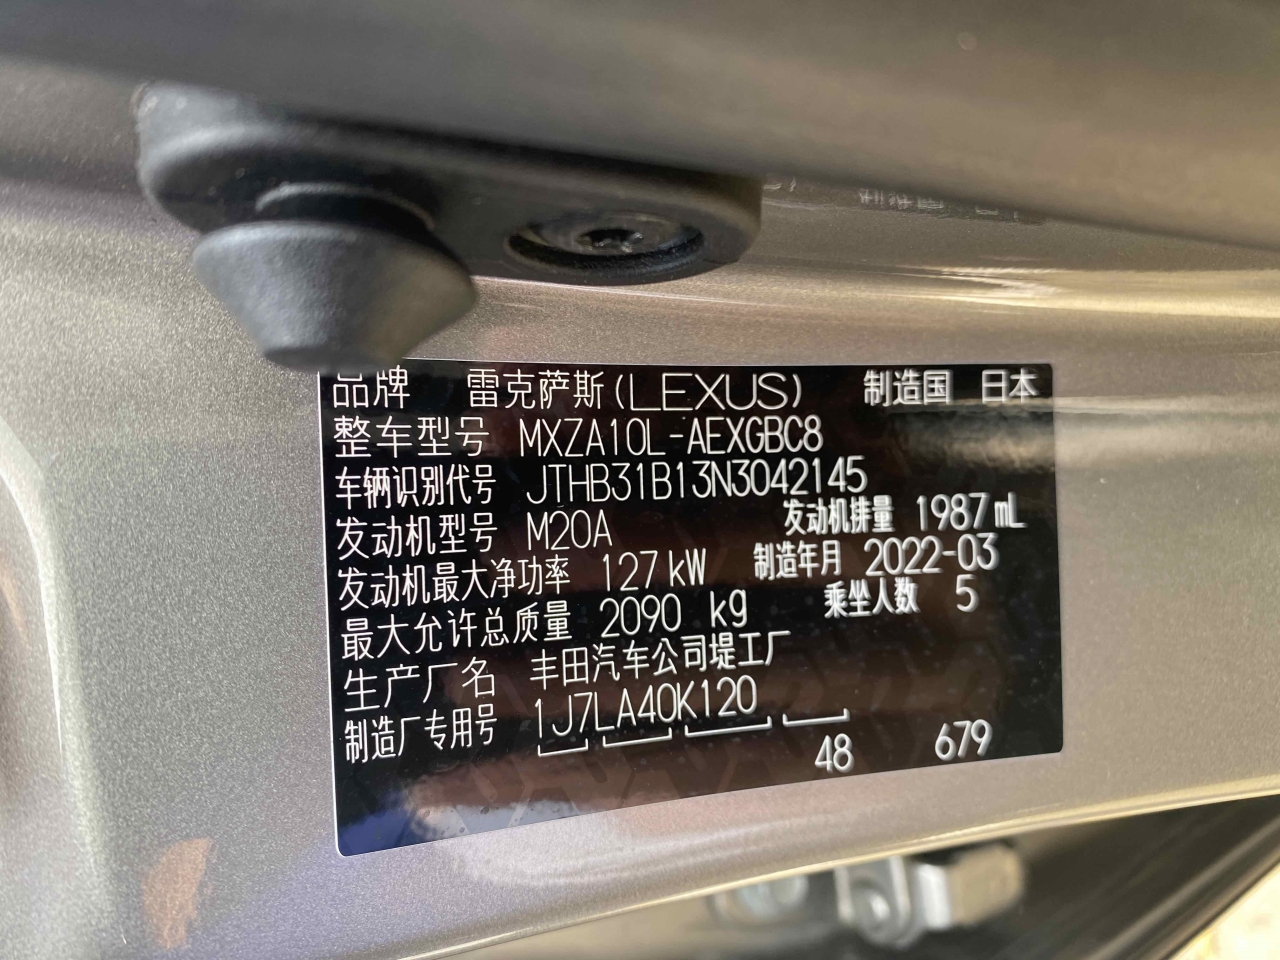 品牌 雷克萨斯(LEXUS) 制造国 日本
整车型号 MXZA10L-AEXGBC8
车辆识别代号 JTHB31B13N3042145
发动机型号 M20A 发动机排量 1987mL
发动机最大净功率 127kW 制造年月 2022-03
最大允许总质量 2090 kg 乘坐人数 5
生产厂名 丰田汽车公司堤工厂
制造厂专用号 1J7LA40K120
48 679